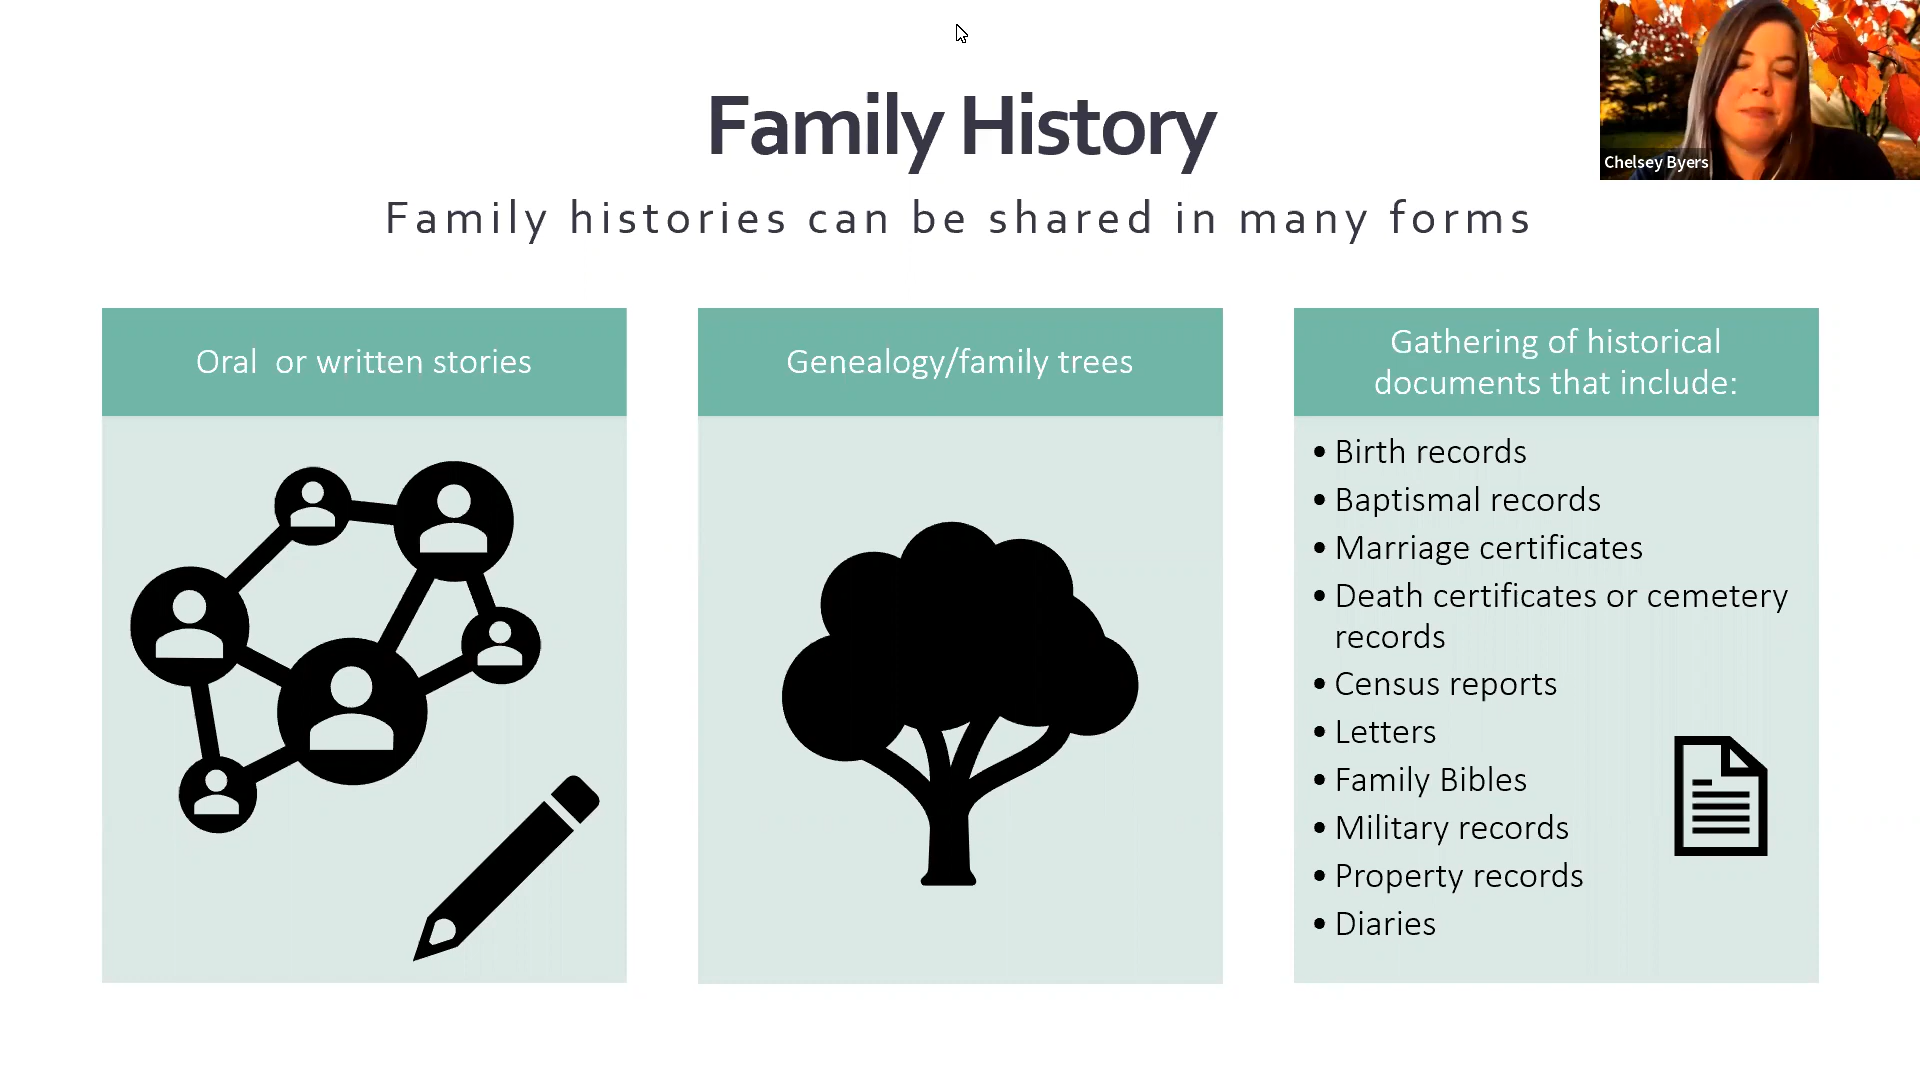 Family History
Family histories can be shared in many forms
Chelsey Byers
Oral or written stories
Genealogy/family trees
Gathering of historical
documents that include:
• Birth records
• Baptismal records
• Marriage certificates
• Death certificates or cemetery
records
• Census reports
• Letters
• Family Bibles
• Military records
• Property records
• Diaries